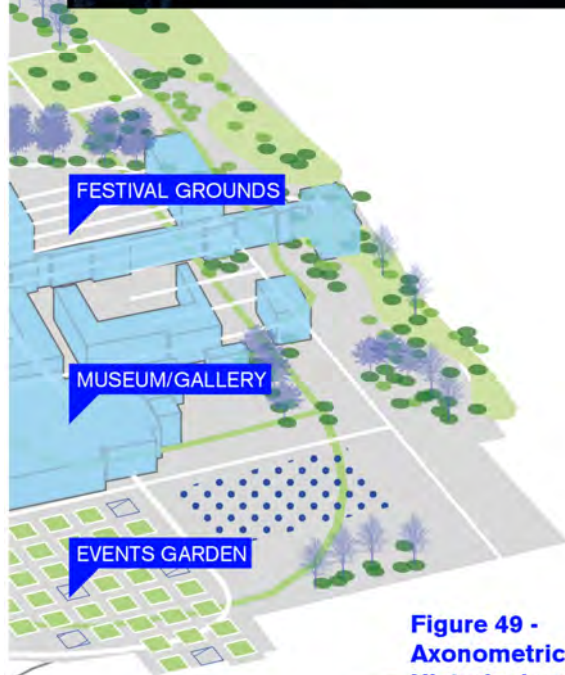 FESTIVAL GROUNDS
MUSEUM/GALLERY
EVENTS GARDEN
Figure 49 -
Axonometric